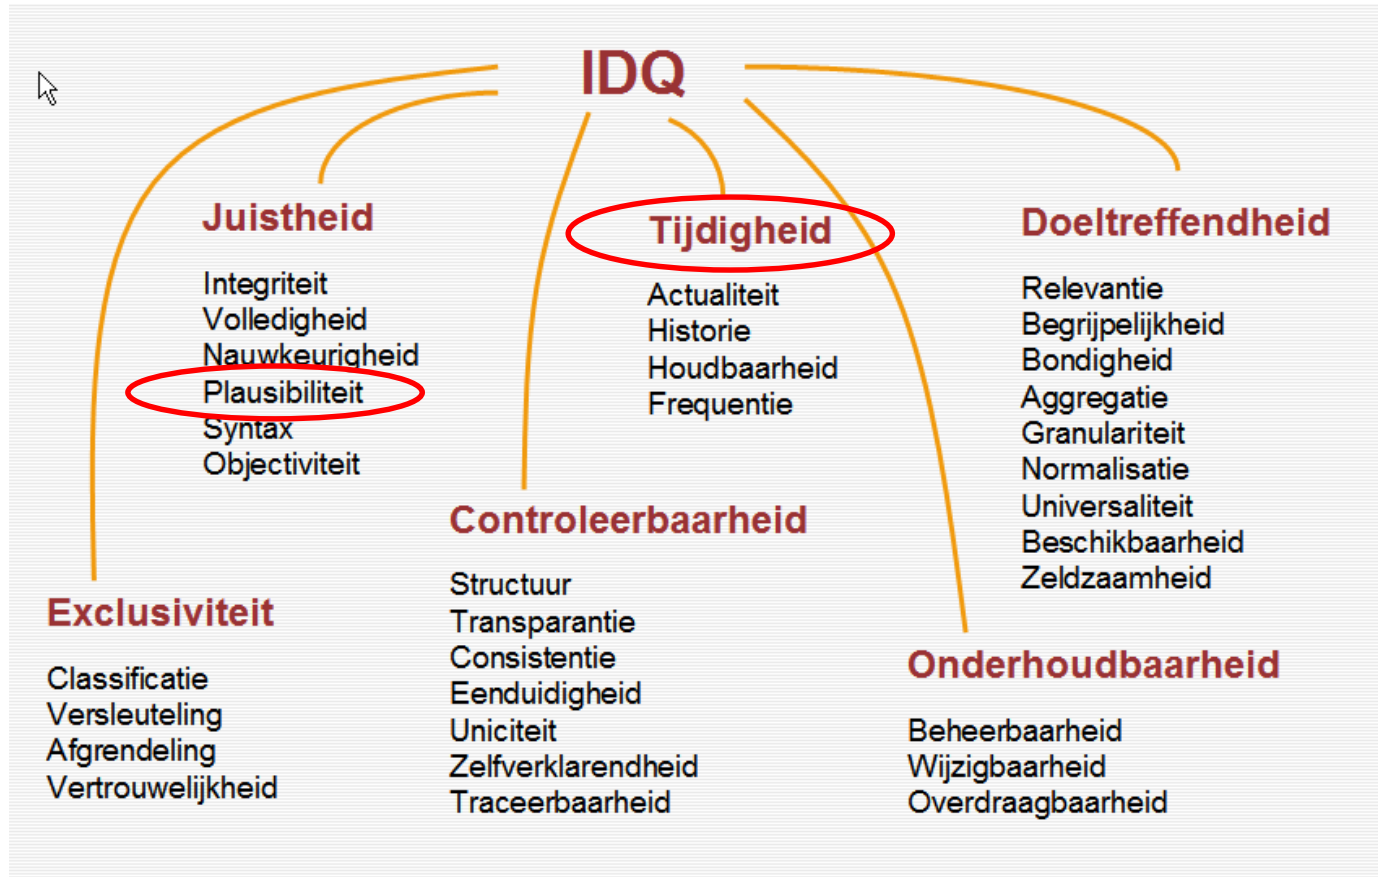 IDQ
Juistheid
Integriteit
Volledigheid
Nauwkeurigheid
Plausibiliteit
Syntax
Objectiviteit
Tijdigheid
Actualiteit
Historie
Houdbaarheid
Frequentie
Doeltreffendheid
Relevantie
Begrijpelijkheid
Bondigheid
Aggregatie
Granulariteit
Normalisatie
Universaliteit
Beschikbaarheid
Zeldzaamheid
Exclusiviteit
Classificatie
Versleuteling
Afgrendeling
Vertrouwelijkheid
Controleerbaarheid
Structuur
Transparantie
Consistentie
Eenduidigheid
Uniciteit
Zelfverklarendheid
Traceerbaarheid
Onderhoudbaarheid
Beheerbaarheid
Wijzigbaarheid
Overdraagbaarheid